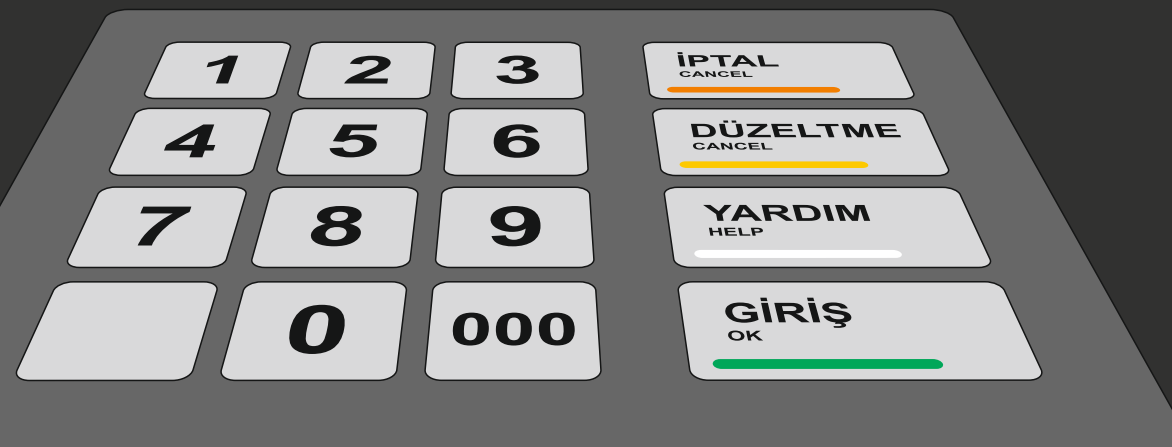 1 2 3 İPTAL
CANCEL
4 5 6 DÜZELTME
CANCEL
7 8 9 YARDIM
HELP
0 000 GİRİŞ
OK